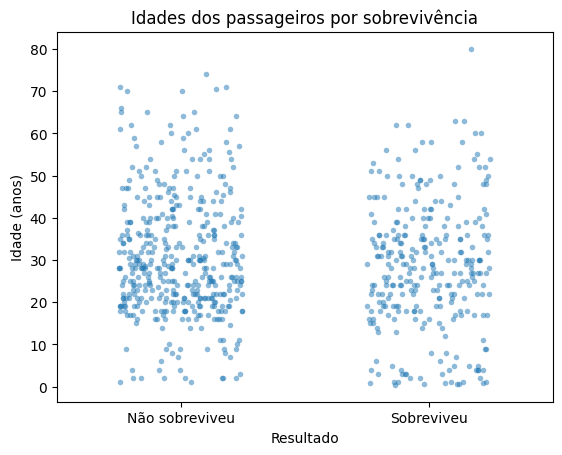 Idades dos passageiros por sobrevivência
Idade (anos)
80
70
60
50
40
30
20
10
0
Não sobreviveu
Sobreviveu
Resultado